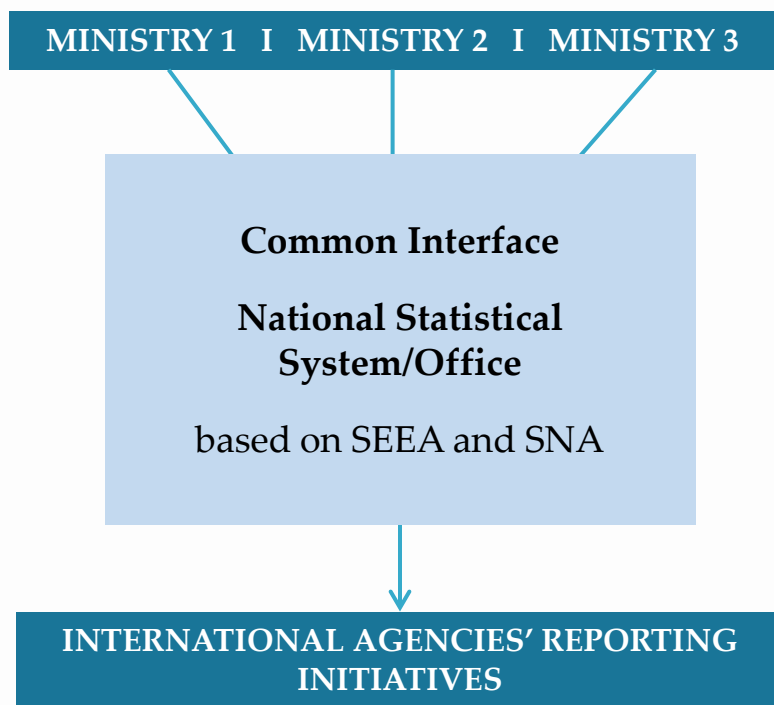 MINISTRY 1 I MINISTRY 2 I MINISTRY 3
Common Interface
National Statistical
System/Office
based on SEEA and SNA
INTERNATIONAL AGENCIES’ REPORTING
INITIATIVES